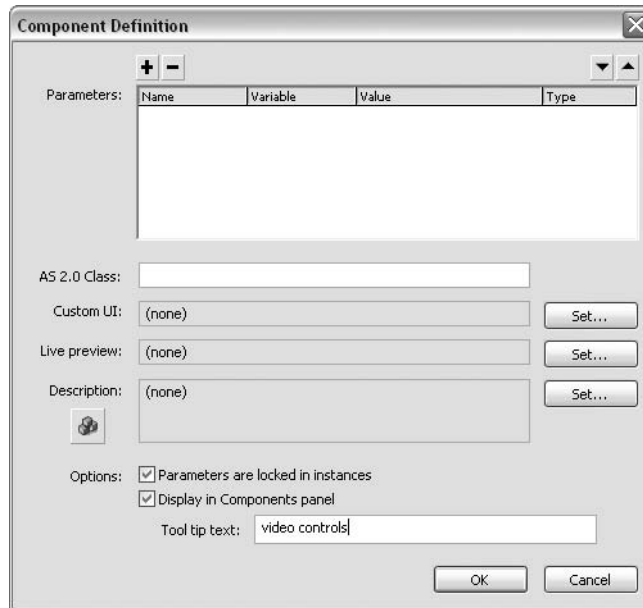 Component Definition
Parameters:
Name Variable Value Type
AS 2.0 Class:
Custom UI: (none) Set...
Live preview: (none) Set...
Description: (none) Set...
Options: Parameters are locked in instances
Display in Components panel
Tool tip text: video controls
OK Cancel